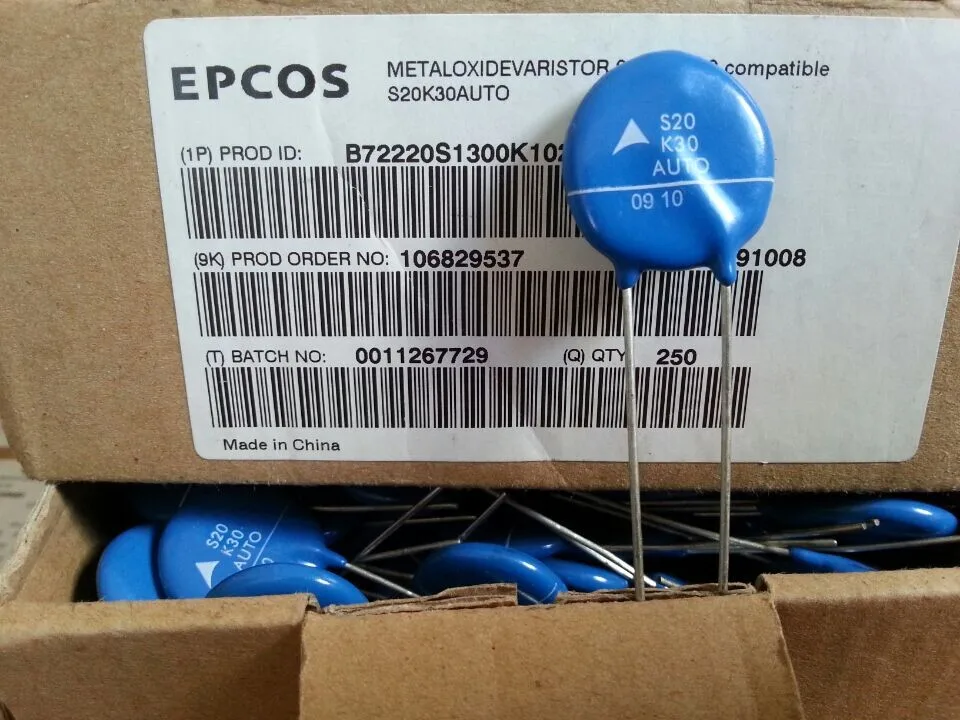 EPCOS
METALOXIDEVARISTOR compatible
S20K30AUTO
(1P) PROD ID: B72220S1300K10
(9K) PROD ORDER NO: 106829537 91008
(T) BATCH NO: 0011267729 (Q) QTY 250
Made in China
S20
K30
AUTO
09 10
S20
K30
AUTO